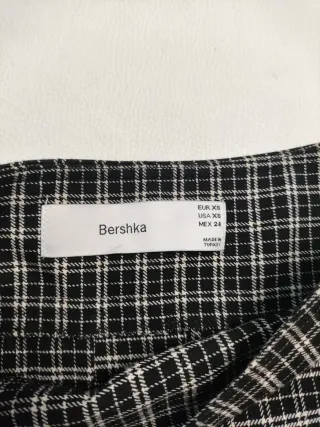 Bershka
EUR XS
USA XS
MEX 24
MADE IN
TURKEY